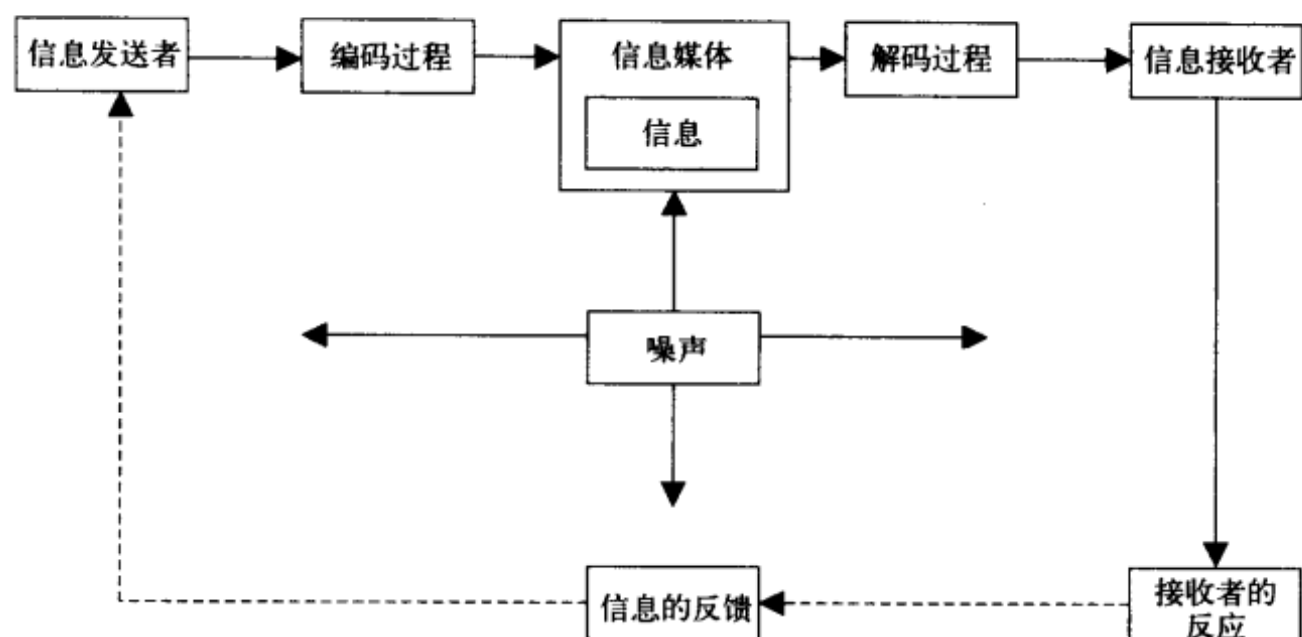 信息发送者
编码过程
信息媒体
信息
解码过程
信息接收者
噪声
信息的反馈
接收者的
反应